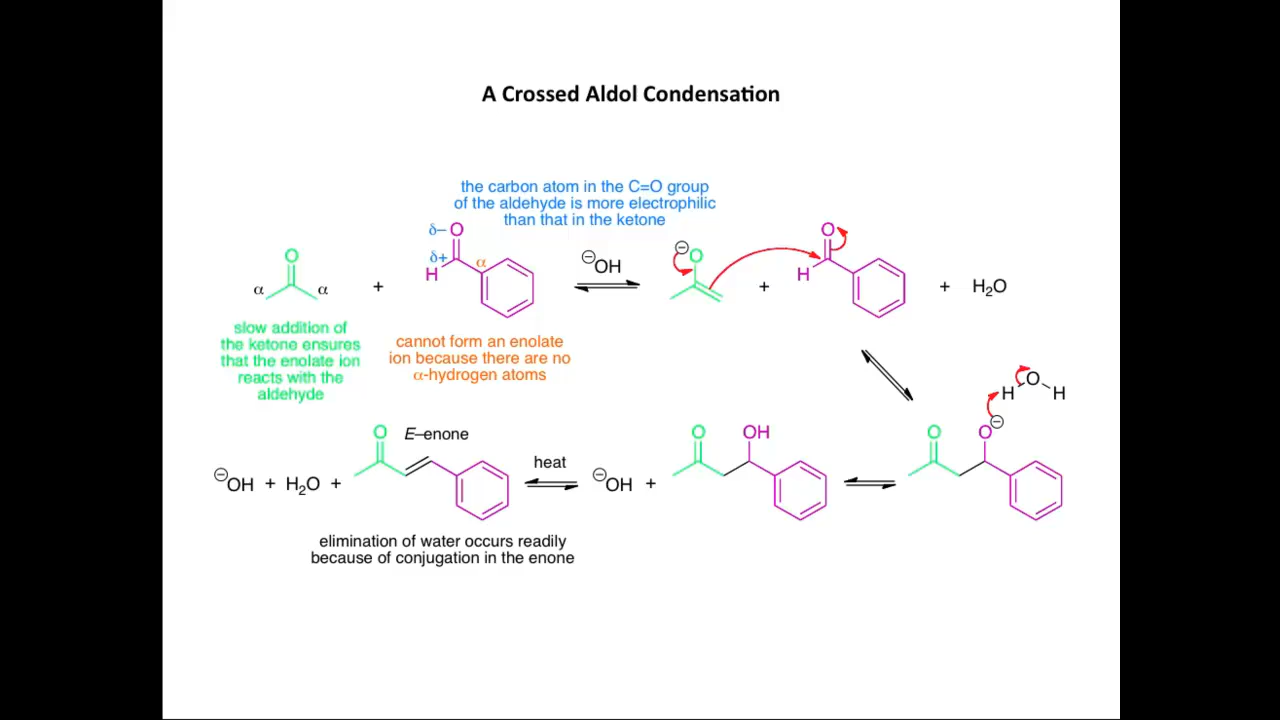 A Crossed Aldol Condensation
the carbon atom in the C=O group
of the aldehyde is more electrophilic
than that in the ketone
δ– O
δ+
H
α
O
α α
+
⊖OH
⊖
O
+
O
H
+ H₂O
slow addition of
the ketone ensures
that the enolate ion
reacts with the
aldehyde
cannot form an enolate
ion because there are no
α-hydrogen atoms
H O H
⊖
O O
O OH
heat
⊖OH +
O E–enone
⊖OH + H₂O +
elimination of water occurs readily
because of conjugation in the enone